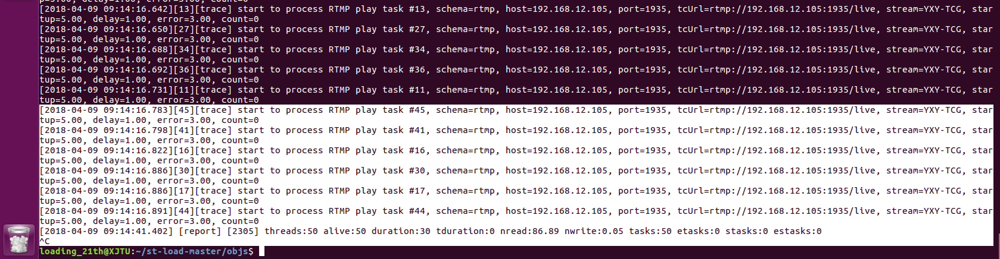 p=5.00, delay=1.00, error=3.00, count=0
[2018-04-09 09:14:16.642][13][trace] start to process RTMP play task #13, schema=rtmp, host=192.168.12.105, port=1935, tcUrl=rtmp://192.168.12.105:1935/live, stream=YXY-TCG, star
tup=5.00, delay=1.00, error=3.00, count=0
[2018-04-09 09:14:16.650][27][trace] start to process RTMP play task #27, schema=rtmp, host=192.168.12.105, port=1935, tcUrl=rtmp://192.168.12.105:1935/live, stream=YXY-TCG, star
tup=5.00, delay=1.00, error=3.00, count=0
[2018-04-09 09:14:16.688][34][trace] start to process RTMP play task #34, schema=rtmp, host=192.168.12.105, port=1935, tcUrl=rtmp://192.168.12.105:1935/live, stream=YXY-TCG, star
tup=5.00, delay=1.00, error=3.00, count=0
[2018-04-09 09:14:16.692][36][trace] start to process RTMP play task #36, schema=rtmp, host=192.168.12.105, port=1935, tcUrl=rtmp://192.168.12.105:1935/live, stream=YXY-TCG, star
tup=5.00, delay=1.00, error=3.00, count=0
[2018-04-09 09:14:16.731][11][trace] start to process RTMP play task #11, schema=rtmp, host=192.168.12.105, port=1935, tcUrl=rtmp://192.168.12.105:1935/live, stream=YXY-TCG, star
tup=5.00, delay=1.00, error=3.00, count=0
[2018-04-09 09:14:16.783][45][trace] start to process RTMP play task #45, schema=rtmp, host=192.168.12.105, port=1935, tcUrl=rtmp://192.168.12.105:1935/live, stream=YXY-TCG, star
tup=5.00, delay=1.00, error=3.00, count=0
[2018-04-09 09:14:16.798][41][trace] start to process RTMP play task #41, schema=rtmp, host=192.168.12.105, port=1935, tcUrl=rtmp://192.168.12.105:1935/live, stream=YXY-TCG, star
tup=5.00, delay=1.00, error=3.00, count=0
[2018-04-09 09:14:16.822][16][trace] start to process RTMP play task #16, schema=rtmp, host=192.168.12.105, port=1935, tcUrl=rtmp://192.168.12.105:1935/live, stream=YXY-TCG, star
tup=5.00, delay=1.00, error=3.00, count=0
[2018-04-09 09:14:16.886][30][trace] start to process RTMP play task #30, schema=rtmp, host=192.168.12.105, port=1935, tcUrl=rtmp://192.168.12.105:1935/live, stream=YXY-TCG, star
tup=5.00, delay=1.00, error=3.00, count=0
[2018-04-09 09:14:16.886][17][trace] start to process RTMP play task #17, schema=rtmp, host=192.168.12.105, port=1935, tcUrl=rtmp://192.168.12.105:1935/live, stream=YXY-TCG, star
tup=5.00, delay=1.00, error=3.00, count=0
[2018-04-09 09:14:16.891][44][trace] start to process RTMP play task #44, schema=rtmp, host=192.168.12.105, port=1935, tcUrl=rtmp://192.168.12.105:1935/live, stream=YXY-TCG, star
tup=5.00, delay=1.00, error=3.00, count=0
[2018-04-09 09:14:41.402] [report] [2305] threads:50 alive:50 duration:30 tduration:0 nread:86.89 nwrite:0.05 tasks:50 etasks:0 stasks:0 estasks:0
^C
loading_21th@XJTU:~/st-load-master/objs$